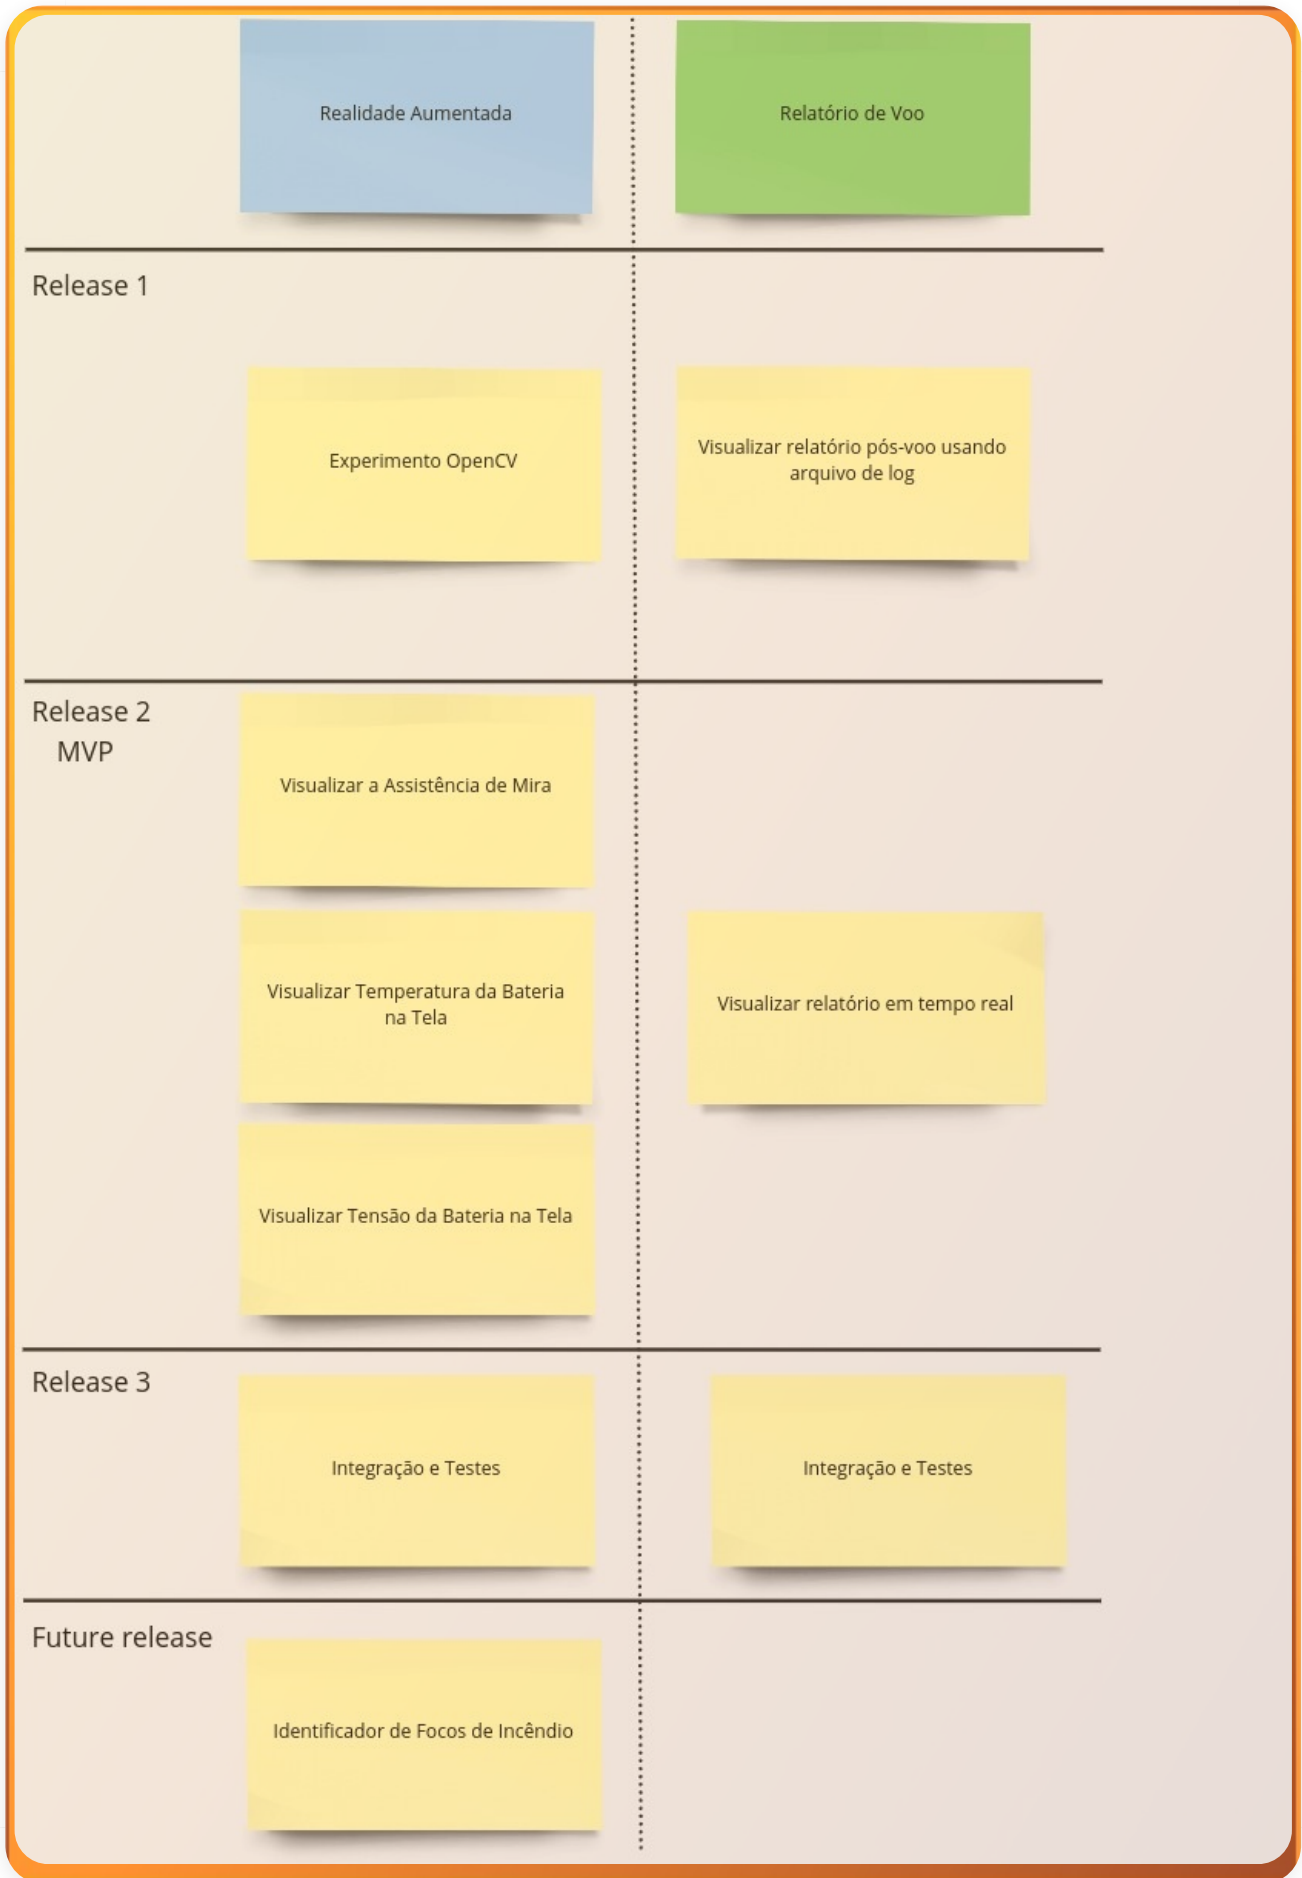 Realidade Aumentada
Relatório de Voo
Release 1
Experimento OpenCV
Visualizar relatório pós-voo usando
arquivo de log
Release 2
MVP
Visualizar a Assistência de Mira
Visualizar Temperatura da Bateria
na Tela
Visualizar relatório em tempo real
Visualizar Tensão da Bateria na Tela
Release 3
Integração e Testes
Integração e Testes
Future release
Identificador de Focos de Incêndio